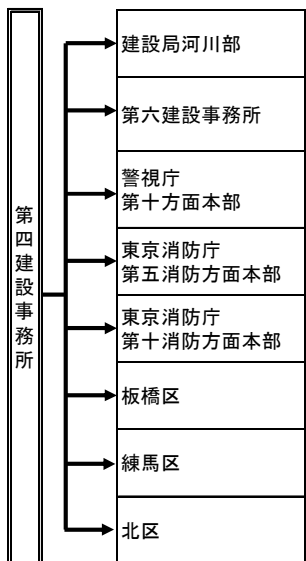 第四建設事務所
建設局河川部
第六建設事務所
警視庁
第十方面本部
東京消防庁
第五消防方面本部
東京消防庁
第十消防方面本部
板橋区
練馬区
北区